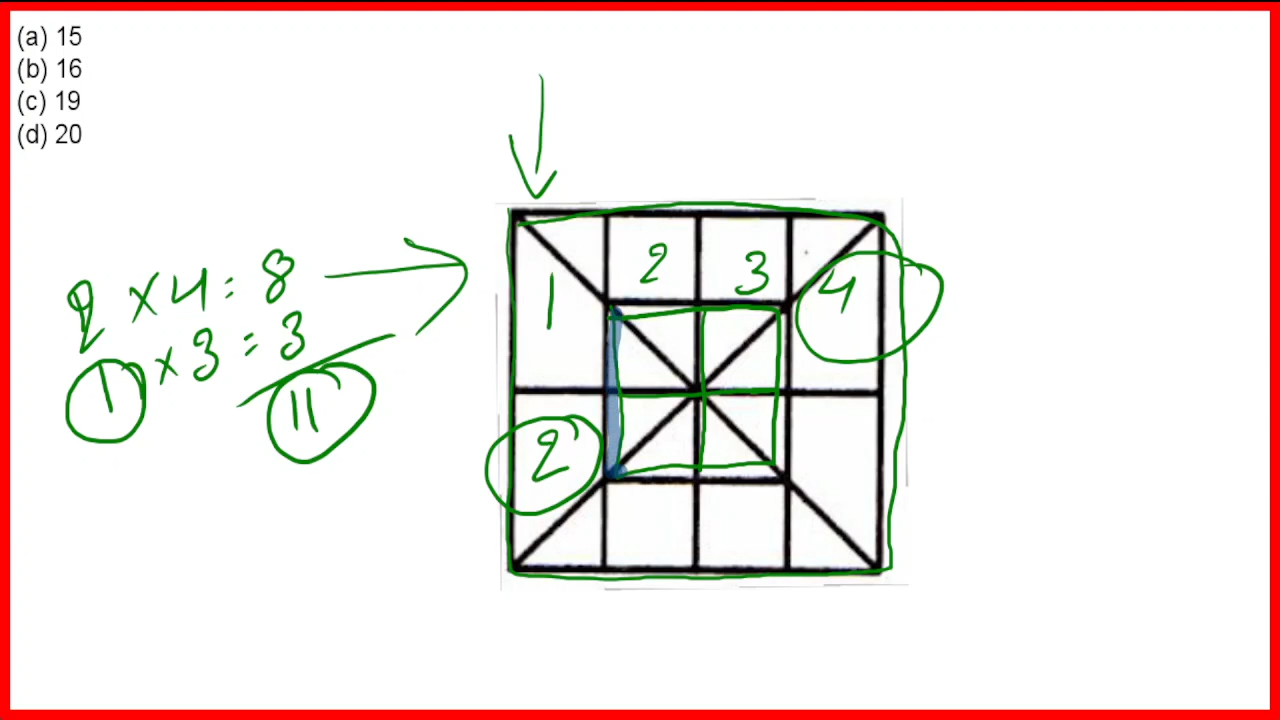 (a) 15
(b) 16
(c) 19
(d) 20
2 3
1 4
2 × 4 : 8
1 × 3 = 3
11
2